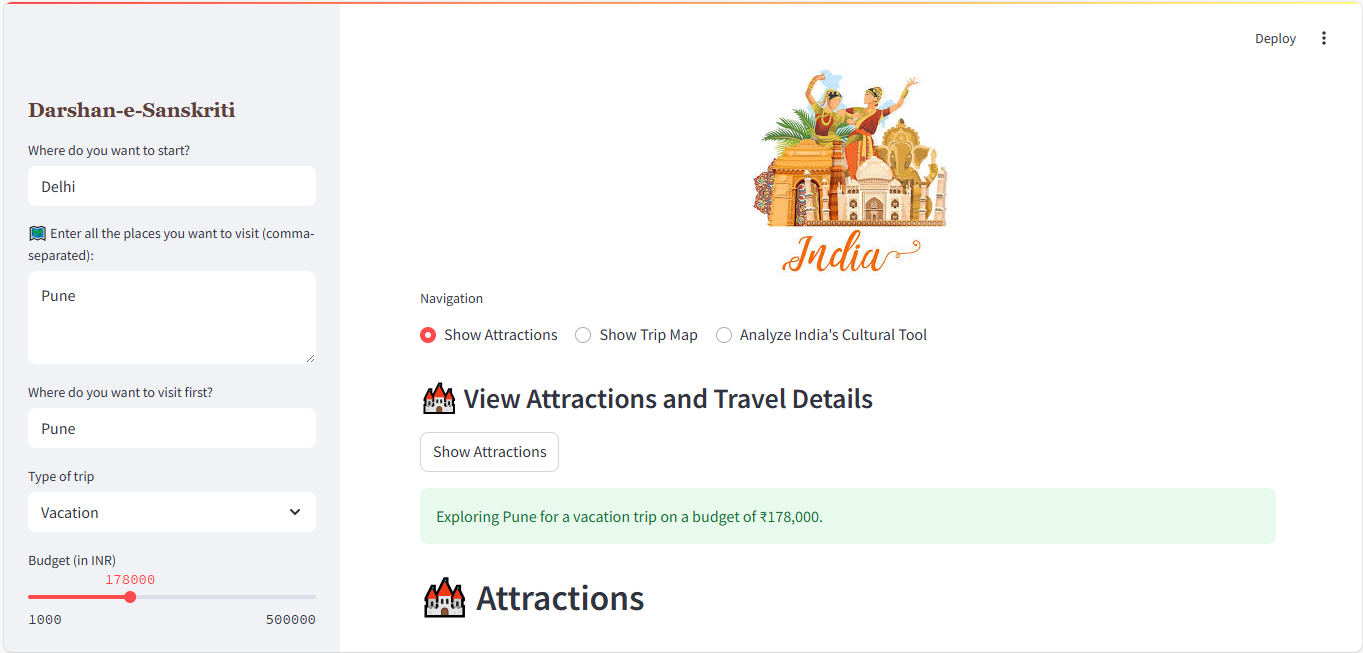 Deploy
Darshan-e-Sanskriti
Where do you want to start?
Delhi
Enter all the places you want to visit (comma-
separated):
Pune
Where do you want to visit first?
Pune
Type of trip
Vacation
Budget (in INR)
178000
1000 500000
India
Navigation
Show Attractions Show Trip Map Analyze India's Cultural Tool
View Attractions and Travel Details
Show Attractions
Exploring Pune for a vacation trip on a budget of ₹178,000.
Attractions